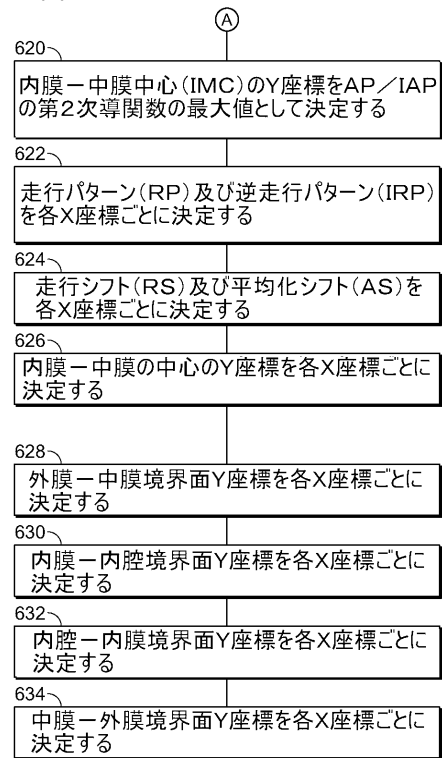 A
620
内膜－中膜中心(IMC)のY座標をAP／IAP
の第2次導関数の最大値として決定する
622
走行パターン(RP)及び逆走行パターン(IRP)
を各X座標ごとに決定する
624
走行シフト(RS)及び平均化シフト(AS)を
各X座標ごとに決定する
626
内膜－中膜の中心のY座標を各X座標ごとに
決定する
628
外膜－中膜境界面Y座標を各X座標ごとに
決定する
630
内膜－内腔境界面Y座標を各X座標ごとに
決定する
632
内腔－内膜境界面Y座標を各X座標ごとに
決定する
634
中膜－外膜境界面Y座標を各X座標ごとに
決定する